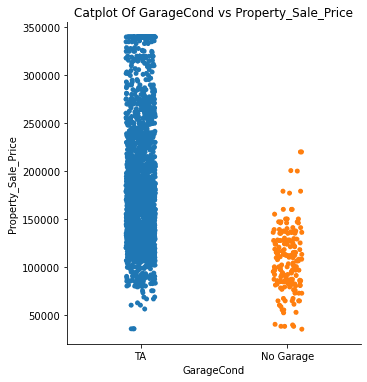 Catplot Of GarageCond vs Property_Sale_Price
350000
300000
250000
200000
150000
100000
50000
Property_Sale_Price
TA
No Garage
GarageCond